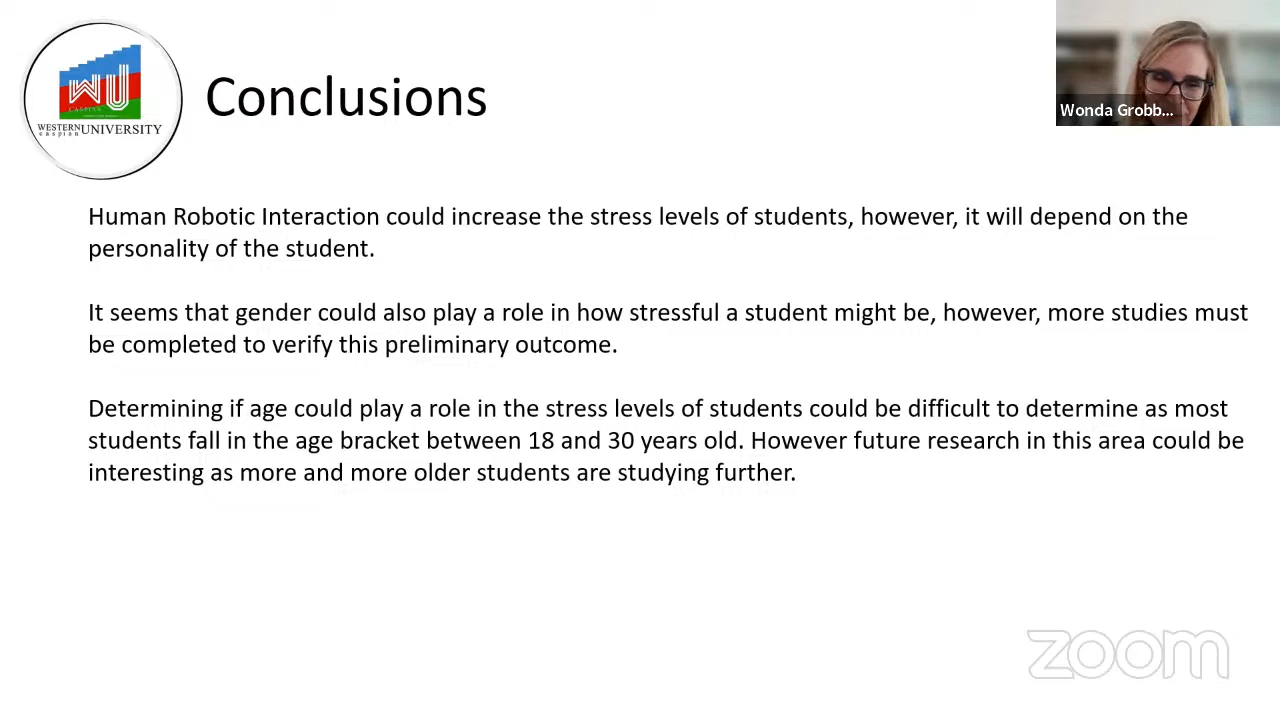 WU
CASPIAN
WESTERN UNIVERSITY
caspian
Conclusions
Wonda Grobb...
Human Robotic Interaction could increase the stress levels of students, however, it will depend on the
personality of the student.
It seems that gender could also play a role in how stressful a student might be, however, more studies must
be completed to verify this preliminary outcome.
Determining if age could play a role in the stress levels of students could be difficult to determine as most
students fall in the age bracket between 18 and 30 years old. However future research in this area could be
interesting as more and more older students are studying further.
zoom